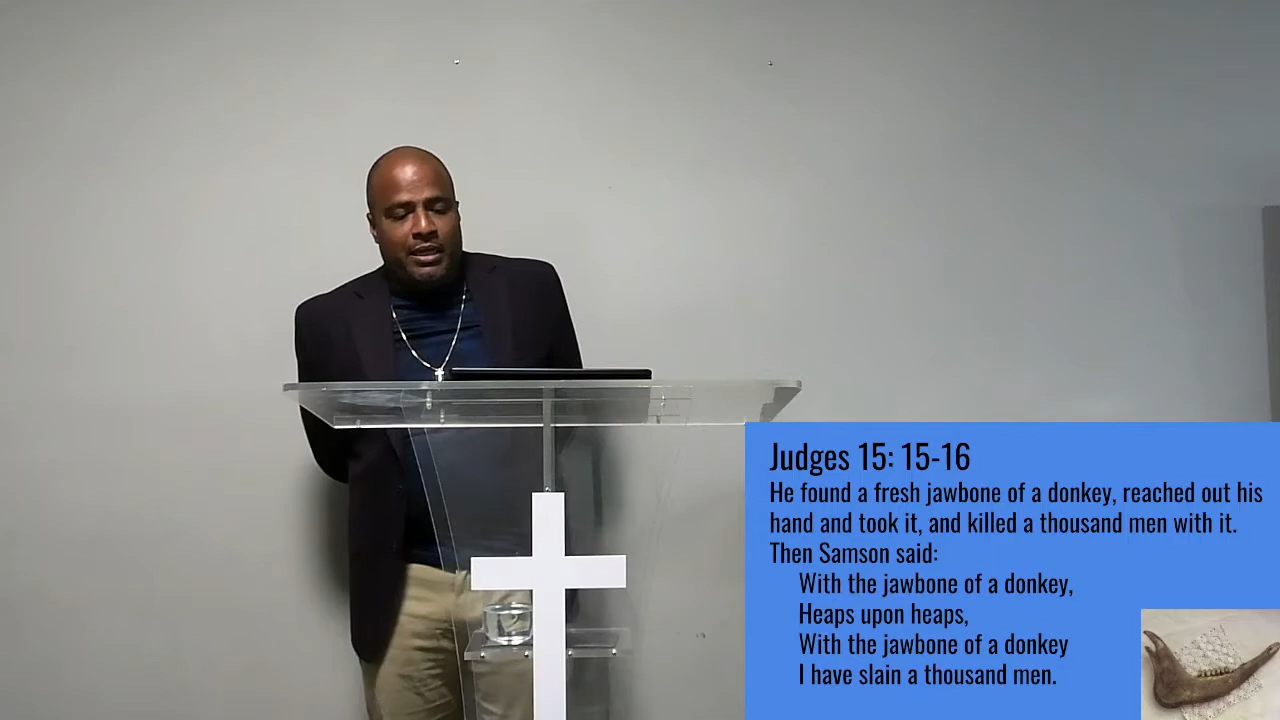 Judges 15: 15-16
He found a fresh jawbone of a donkey, reached out his
hand and took it, and killed a thousand men with it.
Then Samson said:
With the jawbone of a donkey,
Heaps upon heaps,
With the jawbone of a donkey
I have slain a thousand men.